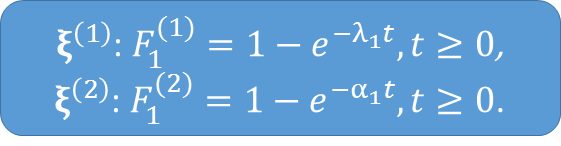 ξ⁽¹⁾: F₁⁽¹⁾ = 1 − e^{−λ₁t}, t ≥ 0,
ξ⁽²⁾: F₁⁽²⁾ = 1 − e^{−α₁t}, t ≥ 0.